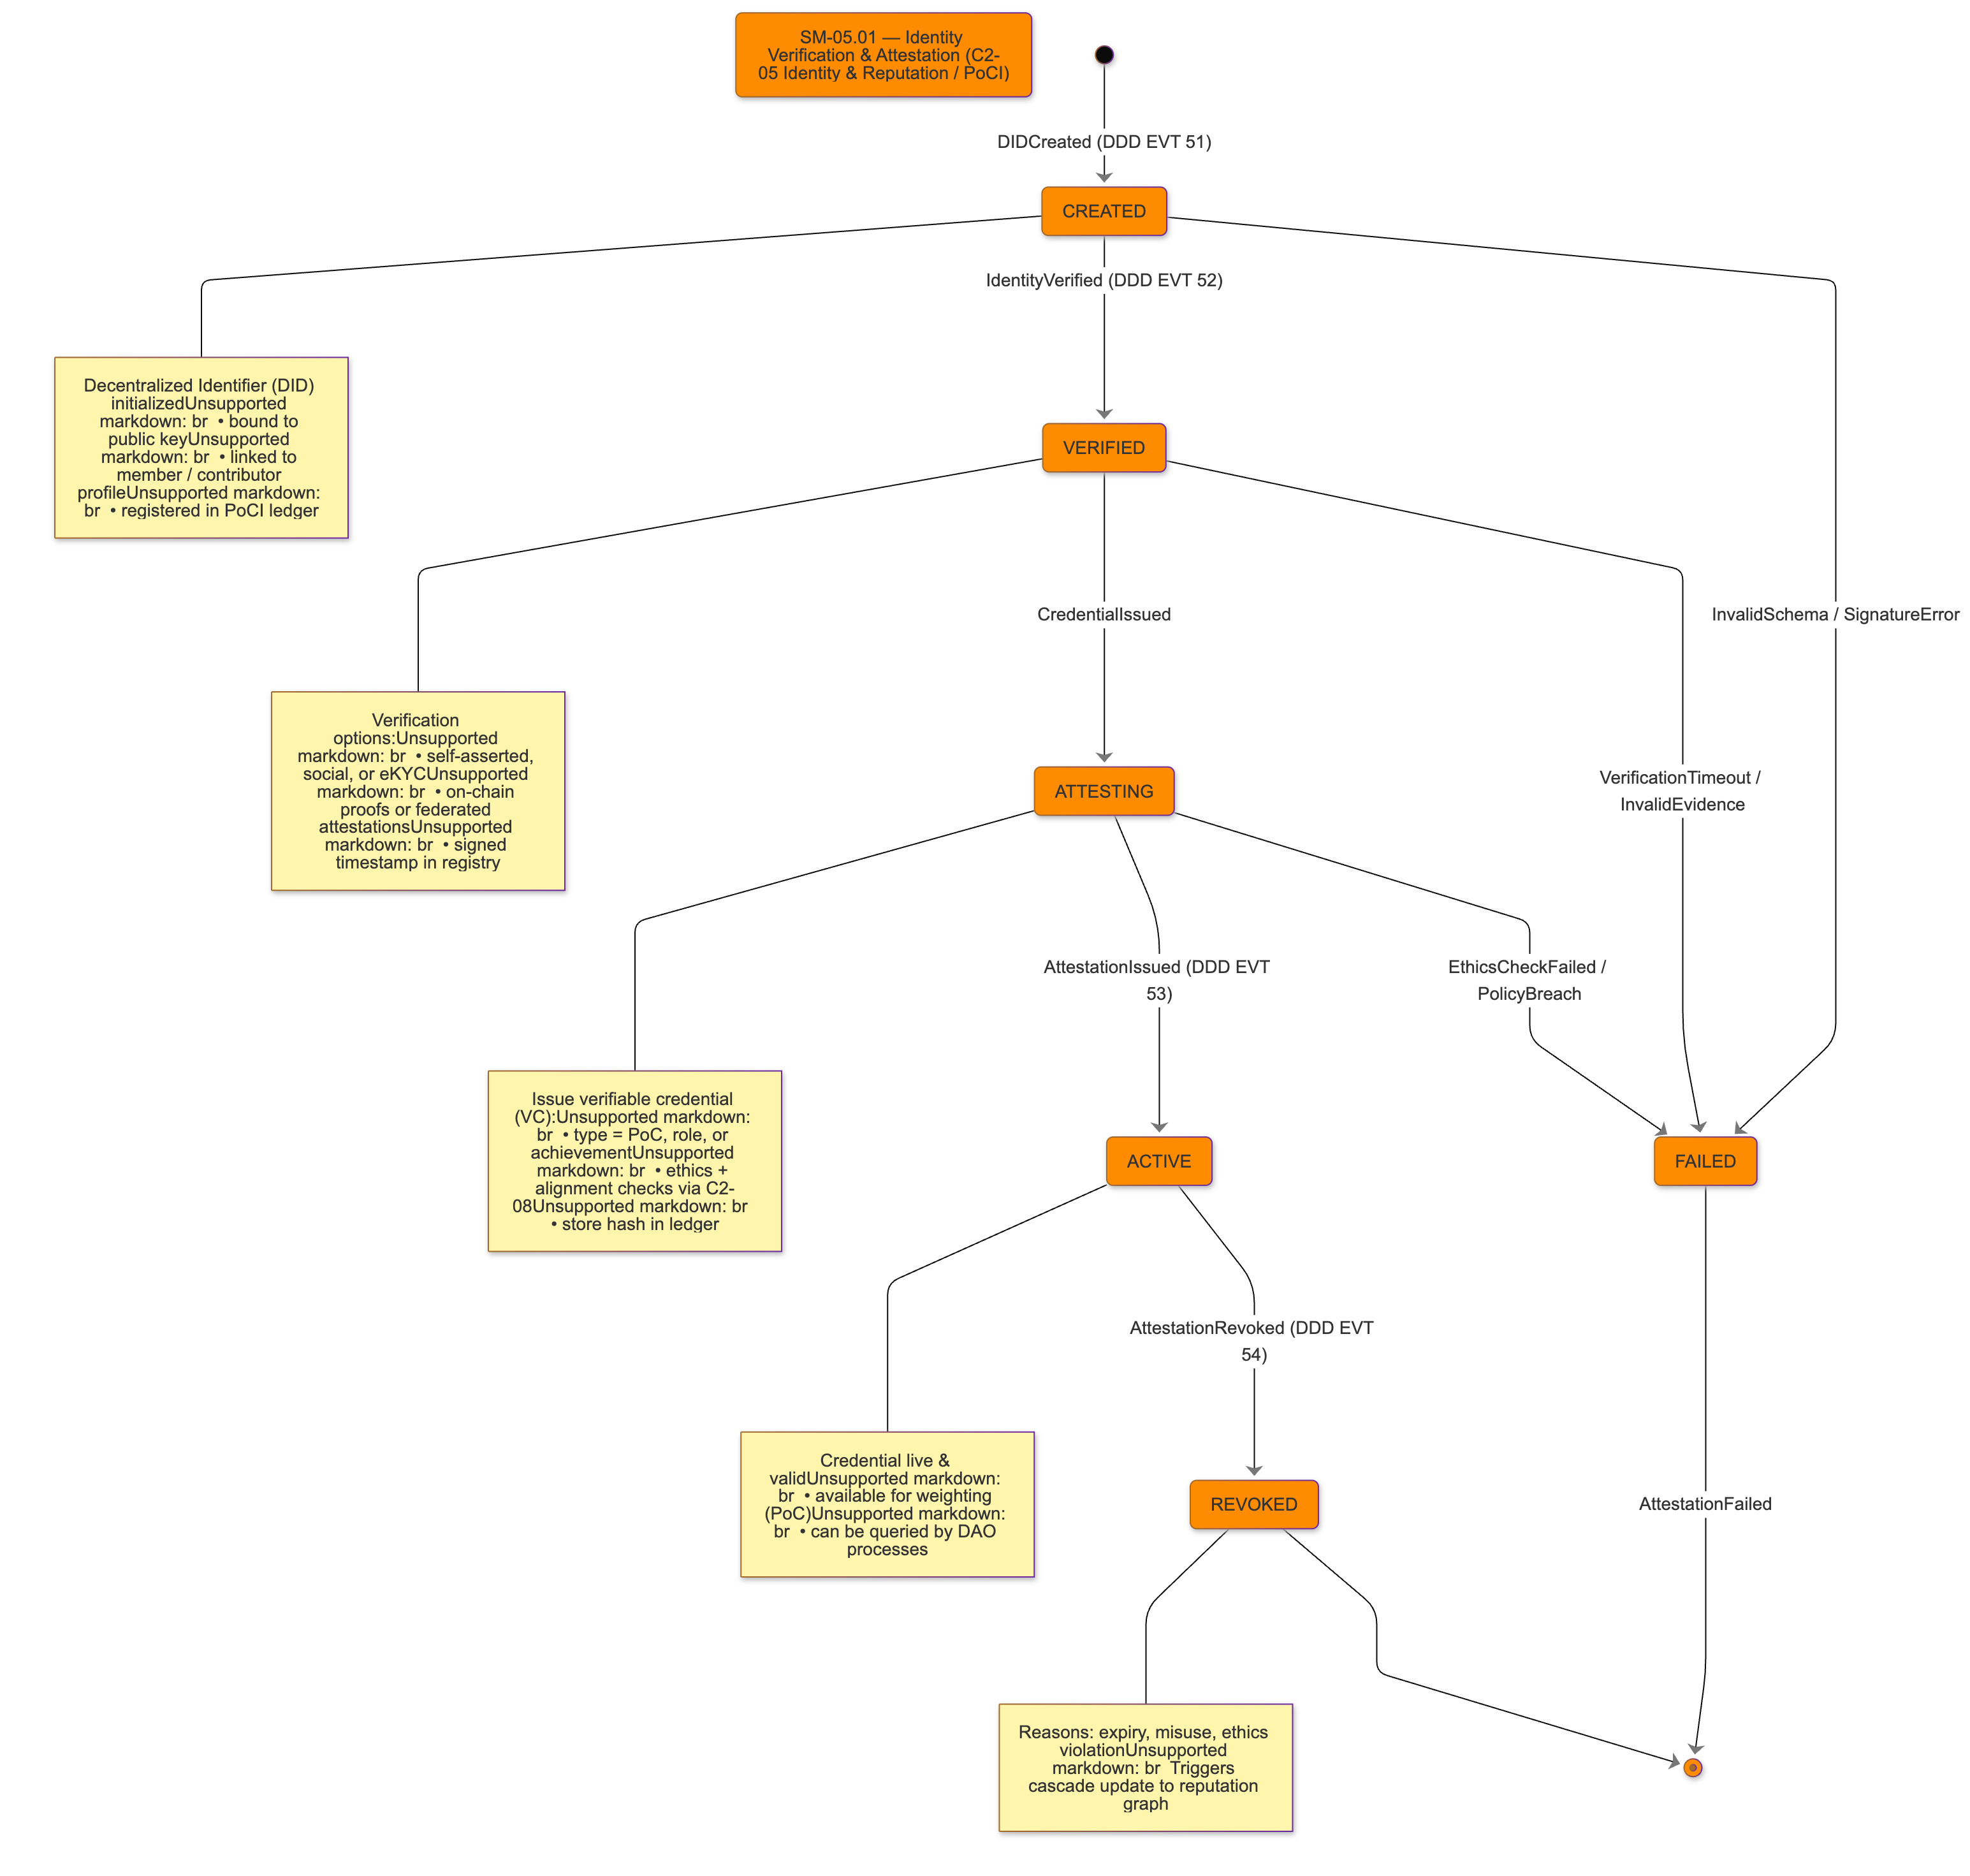 SM-05.01 — Identity
Verification & Attestation (C2-
05 Identity & Reputation / PoCI)
DIDCreated (DDD EVT 51)
CREATED
IdentityVerified (DDD EVT 52)
Decentralized Identifier (DID)
initializedUnsupported
markdown: br • bound to
public keyUnsupported
markdown: br • linked to
member / contributor
profileUnsupported markdown:
br • registered in PoCI ledger
VERIFIED
CredentialIssued
InvalidSchema / SignatureError
Verification
options:Unsupported
markdown: br • self-asserted,
social, or eKYCUnsupported
markdown: br • on-chain
proofs or federated
attestationsUnsupported
markdown: br • signed
timestamp in registry
ATTESTING
VerificationTimeout /
InvalidEvidence
AttestationIssued (DDD EVT
53)
EthicsCheckFailed /
PolicyBreach
Issue verifiable credential
(VC):Unsupported markdown:
br • type = PoC, role, or
achievementUnsupported
markdown: br • ethics +
alignment checks via C2-
08Unsupported markdown: br
• store hash in ledger
ACTIVE
FAILED
AttestationRevoked (DDD EVT
54)
Credential live &
validUnsupported markdown:
br • available for weighting
(PoC)Unsupported markdown:
br • can be queried by DAO
processes
REVOKED
AttestationFailed
Reasons: expiry, misuse, ethics
violationUnsupported
markdown: br Triggers
cascade update to reputation
graph